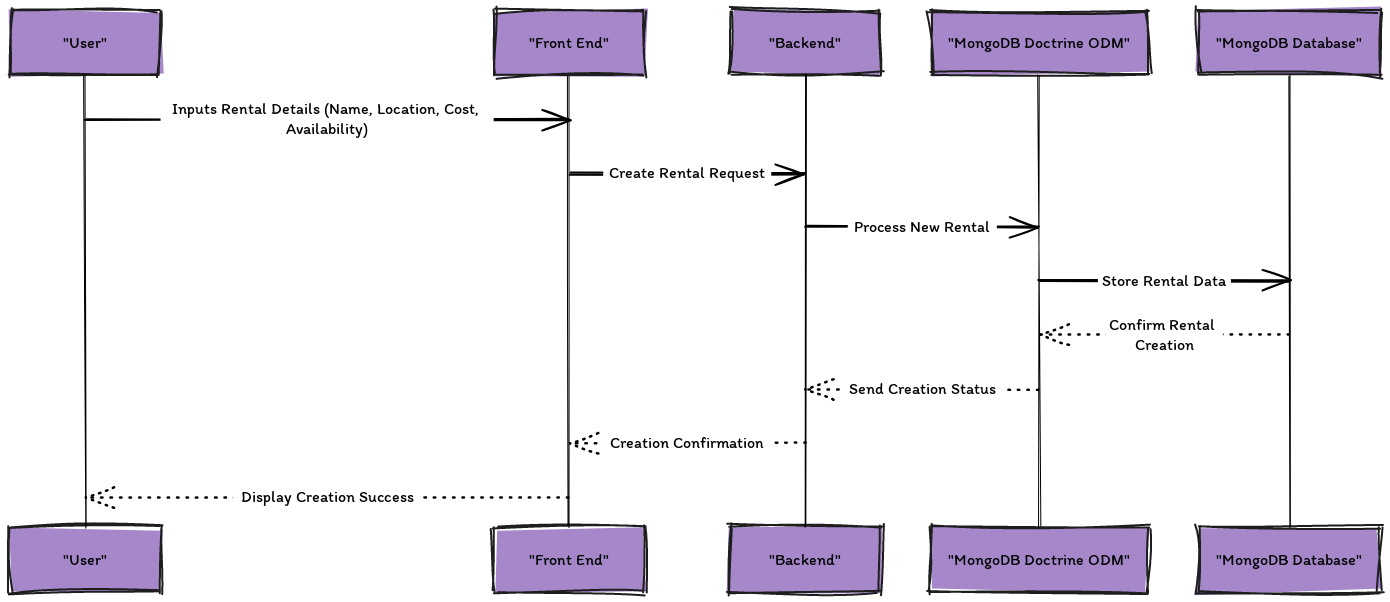 "User"
"Front End"
"Backend"
"MongoDB Doctrine ODM"
"MongoDB Database"
Inputs Rental Details (Name, Location, Cost,
Availability)
Create Rental Request
Process New Rental
Store Rental Data
Confirm Rental
Creation
Send Creation Status
Creation Confirmation
Display Creation Success
"User"
"Front End"
"Backend"
"MongoDB Doctrine ODM"
"MongoDB Database"